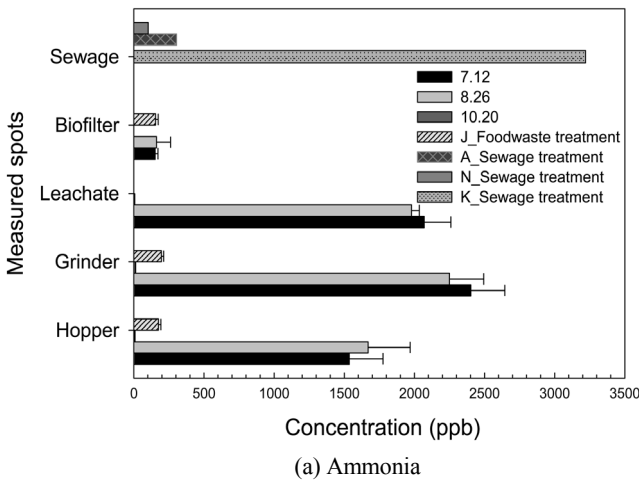 Measured spots
Sewage
Biofilter
Leachate
Grinder
Hopper
7.12
8.26
10.20
J_Foodwaste treatment
A_Sewage treatment
N_Sewage treatment
K_Sewage treatment
0 500 1000 1500 2000 2500 3000 3500
Concentration (ppb)
(a) Ammonia